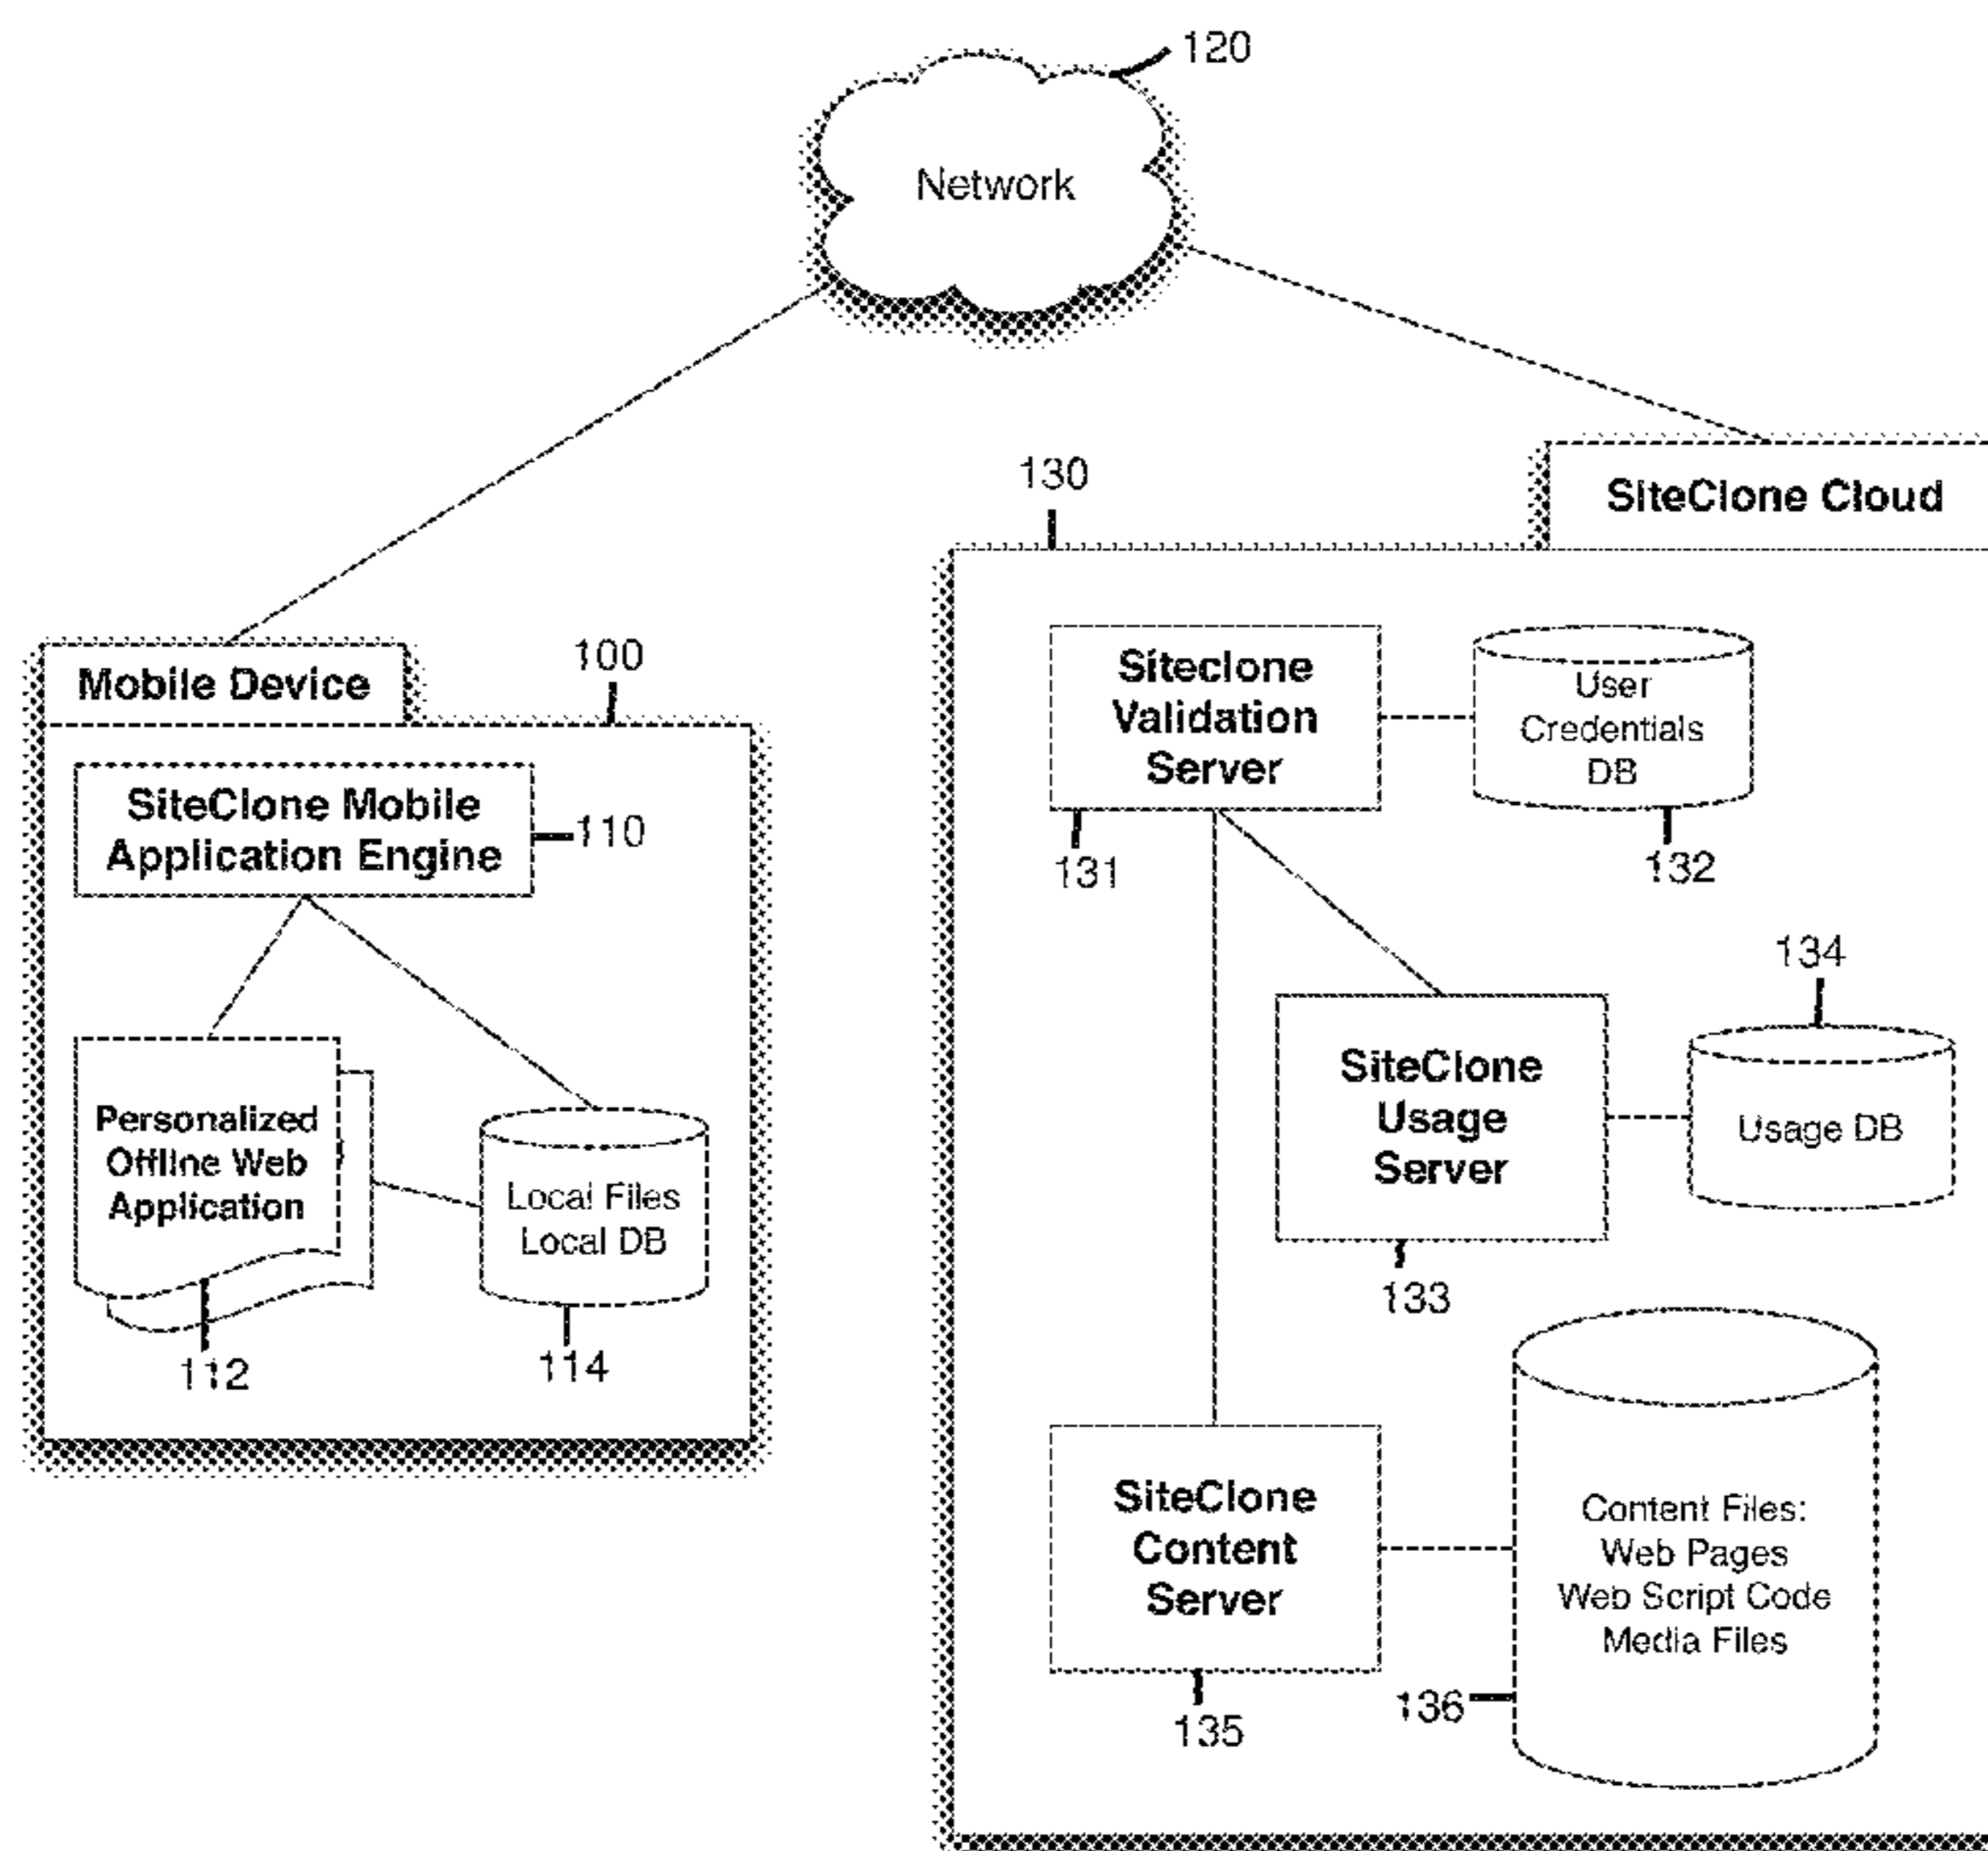 120
Network
130
SiteClone Cloud
Mobile Device
100
SiteClone Mobile
Application Engine
110
Personalized
Offline Web
Application
112
Local Files
Local DB
114
Siteclone
Validation
Server
131
User
Credentials
DB
132
134
SiteClone
Usage
Server
133
Usage DB
SiteClone
Content
Server
135
Content Files:
Web Pages
Web Script Code
Media Files
136